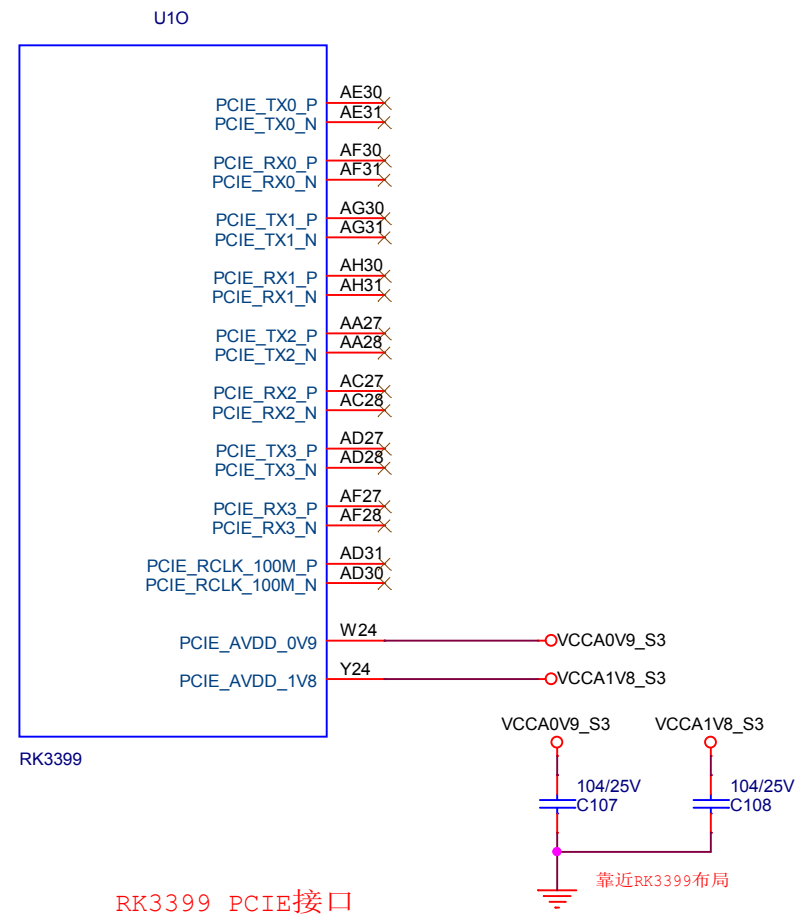 U1O
PCIE_TX0_P AE30
PCIE_TX0_N AE31
PCIE_RX0_P AF30
PCIE_RX0_N AF31
PCIE_TX1_P AG30
PCIE_TX1_N AG31
PCIE_RX1_P AH30
PCIE_RX1_N AH31
PCIE_TX2_P AA27
PCIE_TX2_N AA28
PCIE_RX2_P AC27
PCIE_RX2_N AC28
PCIE_TX3_P AD27
PCIE_TX3_N AD28
PCIE_RX3_P AF27
PCIE_RX3_N AF28
PCIE_RCLK_100M_P AD31
PCIE_RCLK_100M_N AD30
PCIE_AVDD_0V9 W24 VCCA0V9_S3
PCIE_AVDD_1V8 Y24 VCCA1V8_S3
RK3399
VCCA0V9_S3 VCCA1V8_S3
104/25V 104/25V
C107 C108
靠近RK3399布局
RK3399 PCIE接口